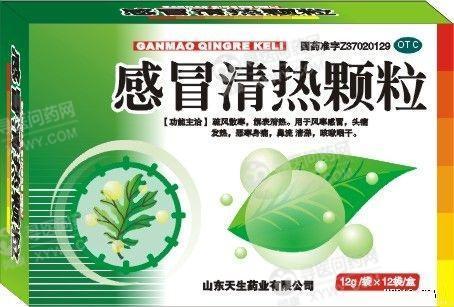 GANMAO QINGRE KELI
国药准字Z37020129 OTC
感冒清热颗粒
【功能主治】疏风散寒,解表清热。用于风寒感冒,头痛
发热,恶寒身痛,鼻流清涕,咳嗽咽干。
感冒清热颗粒
12g/袋×12袋/盒
山东天生药业有限公司